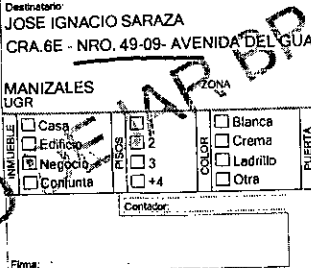 Destinatario:
JOSE IGNACIO SARAZA
CRA.6E - NRO. 49-09- AVENIDA DEL GUA
MANIZALES
ZONA
UGR
INMUEBLE
Casa
Edificio
Negocio
Conjunta
PISOS
1
2
3
+4
COLOR
Blanca
Crema
Ladrillo
Otra
PUERTA
Contador:
Firma: